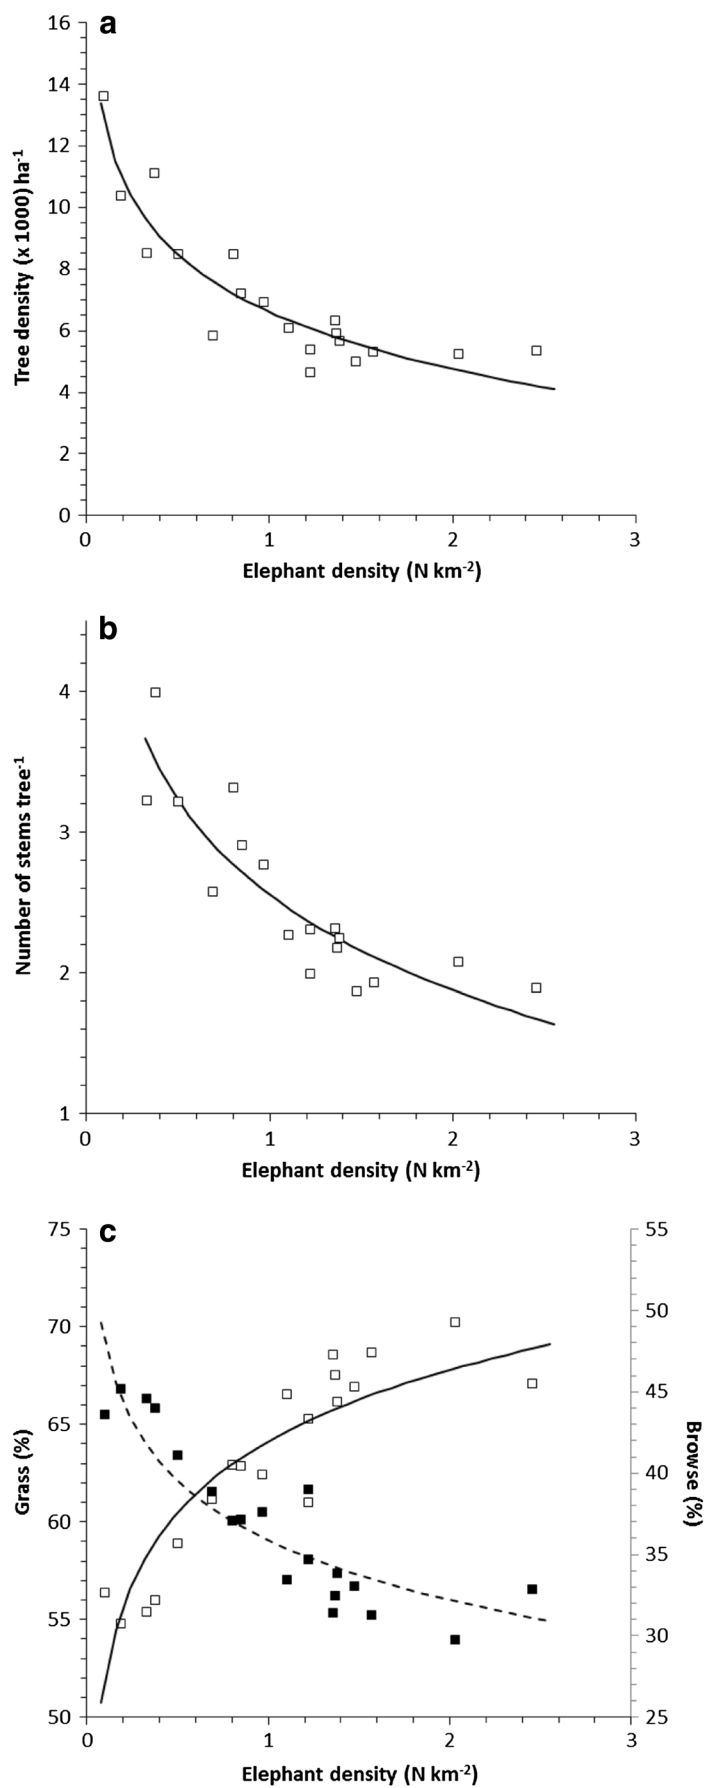 a
16
14
12
10
8
6
4
2
0
Tree density (x 1000) ha-1
0 1 2 3
Elephant density (N km-2)
b
4
3
2
1
Number of stems tree-1
0 1 2 3
Elephant density (N km-2)
c
75
70
65
60
55
50
Grass (%)
55
50
45
40
35
30
25
Browse (%)
0 1 2 3
Elephant density (N km-2)